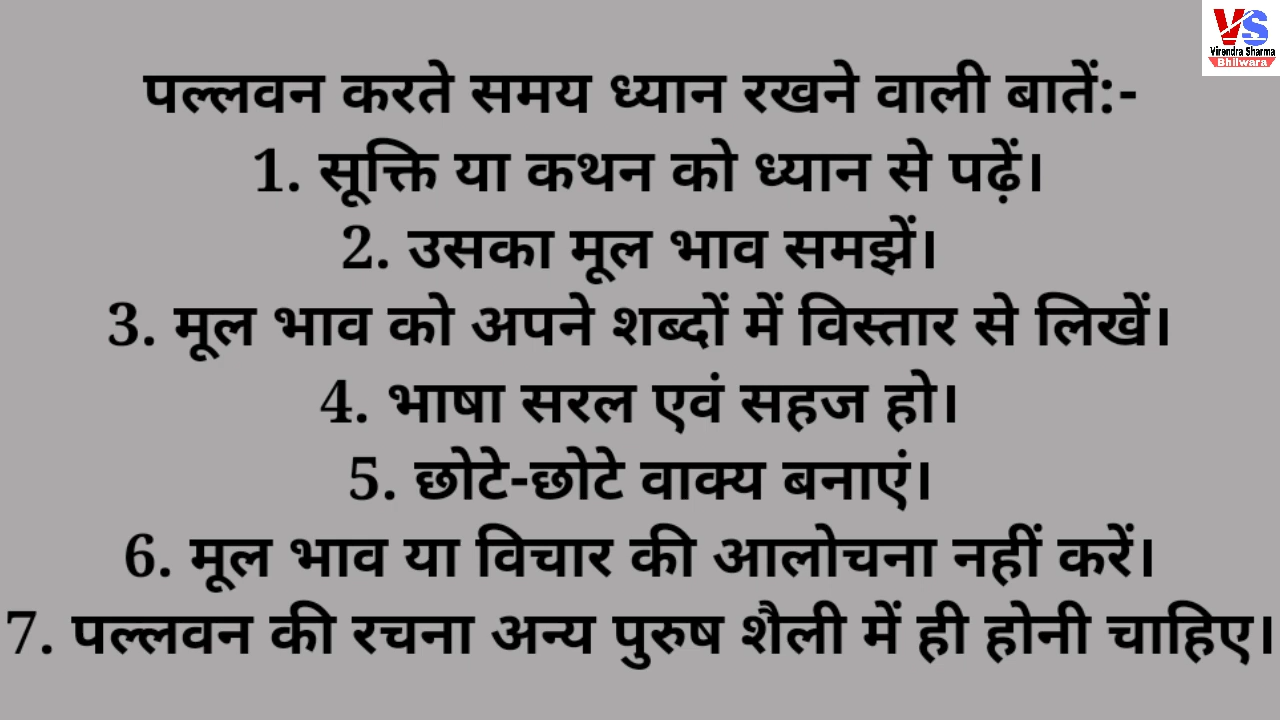 VS
Virendra Sharma
Bhilwara
पल्लवन करते समय ध्यान रखने वाली बातें:-
1. सूक्ति या कथन को ध्यान से पढ़ें।
2. उसका मूल भाव समझें।
3. मूल भाव को अपने शब्दों में विस्तार से लिखें।
4. भाषा सरल एवं सहज हो।
5. छोटे-छोटे वाक्य बनाएं।
6. मूल भाव या विचार की आलोचना नहीं करें।
7. पल्लवन की रचना अन्य पुरुष शैली में ही होनी चाहिए।